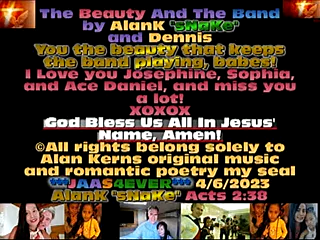 The Beauty And The Band
by AlanK "sNaKe"
and Dennis
You the beauty that keeps
the band playing, babes!
I Love you Josephine, Sophia,
and Ace Daniel, and miss you
a lot!
XOXOX
God Bless Us All In Jesus'
Name, Amen!
©All rights belong solely to
Alan Kerns original music
and romantic poetry my seal
***JAAS4EVER*** 4/6/2023
AlanK "sNaKe" Acts 2:38